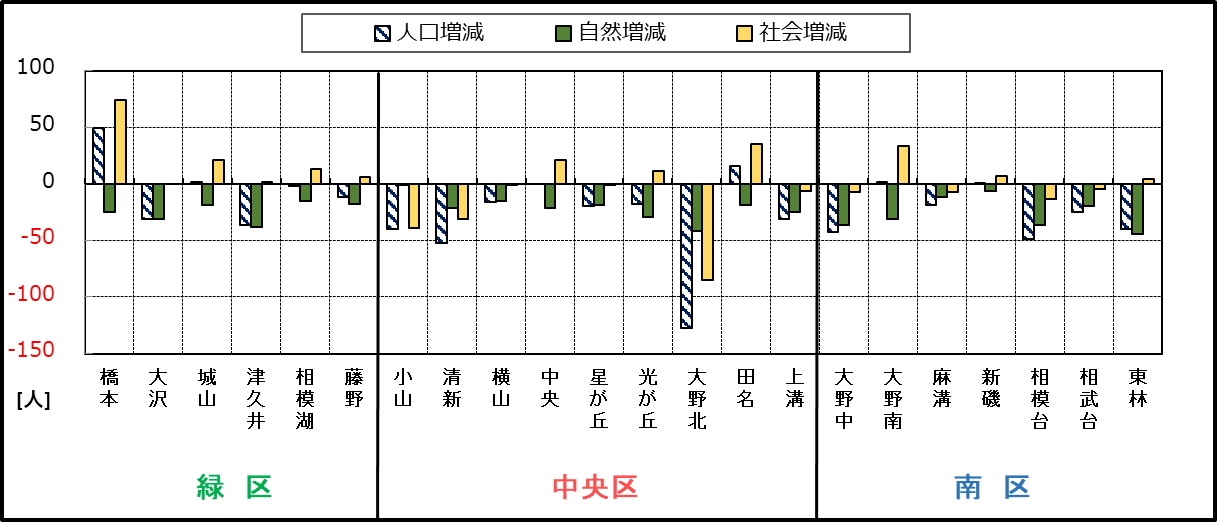 人口増減 自然増減 社会増減
100
50
0
-50
-100
-150
[人]
橋本 大沢 城山 津久井 相模湖 藤野 小山 清新 横山 中央 星が丘 光が丘 大野北 田名 上溝 大野中 大野南 麻溝 新磯 相模台 相武台 東林
緑 区 中央区 南 区